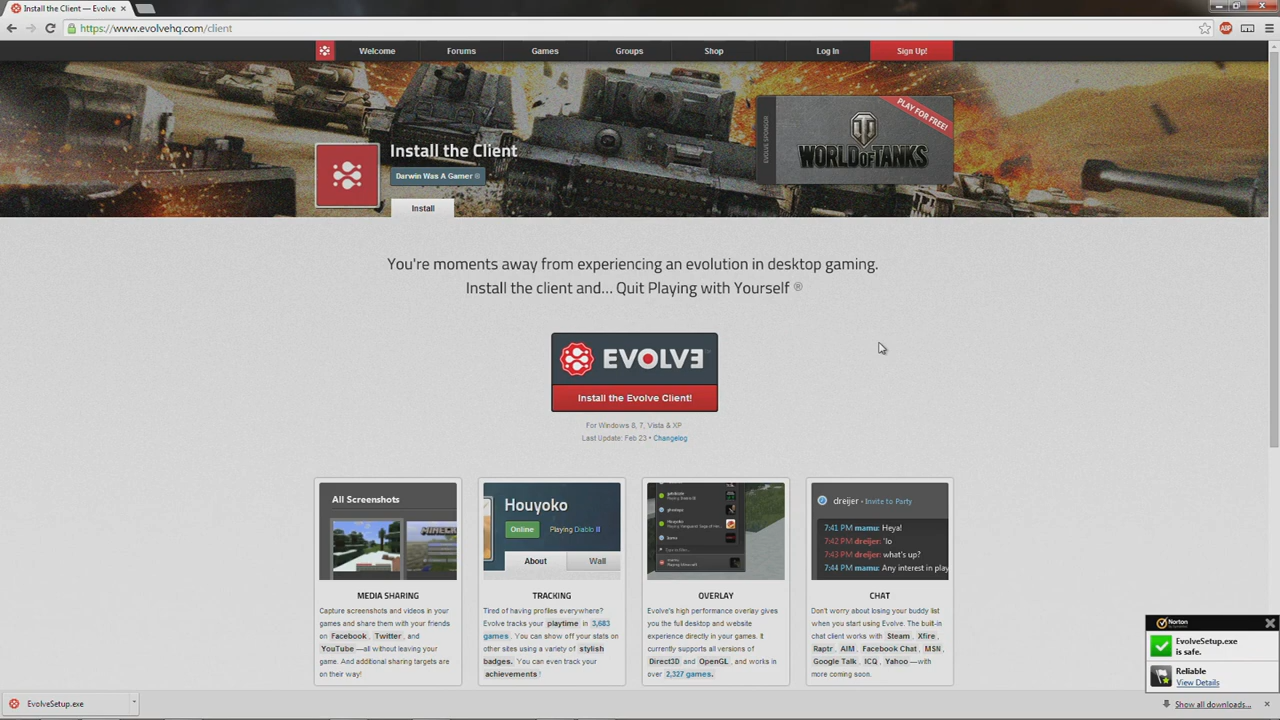 Install the Client — Evolve
https://www.evolvehq.com/client
ABP
Welcome
Forums
Games
Groups
Shop
Log In
Sign Up!
Install the Client
Darwin Was A Gamer
Install
PLAY FOR FREE!
WORLD OF TANKS
You're moments away from experiencing an evolution in desktop gaming.
Install the client and... Quit Playing with Yourself ®
EVOLVE
Install the Evolve Client!
For Windows 8, 7, Vista & XP
Last Update: Feb 23 • Changelog
All Screenshots
MEDIA SHARING
Capture screenshots and videos in your
games and share them with your friends
on Facebook, Twitter, and
YouTube—all without leaving your
game. And additional sharing targets are
on their way!
Houyoko
Online
Playing Diablo III
About
Wall
TRACKING
Tired of having profiles everywhere?
Evolve tracks your playtime in 3,683
games. You can show off your stats on
other sites using a variety of stylish
badges. You can even track your
achievements!
OVERLAY
Evolve's high performance overlay gives
you the full desktop and website
experience directly in your games. It
currently supports all versions of
Direct3D and OpenGL, and works in
over 2,327 games.
dreijer - Invite to Party
7:41 PM mamu: Heya!
7:42 PM dreijer: 'lo
7:43 PM dreijer: what's up?
7:44 PM mamu: Any interest in play
CHAT
Don't worry about losing your buddy list
when you start using Evolve. The built-in
chat client works with Steam, Xfire,
Raptr, AIM, Facebook Chat, MSN,
Google Talk, ICQ, Yahoo—with
more coming soon.
Norton
EvolveSetup.exe
is safe.
Reliable
View Details
EvolveSetup.exe
Show all downloads...